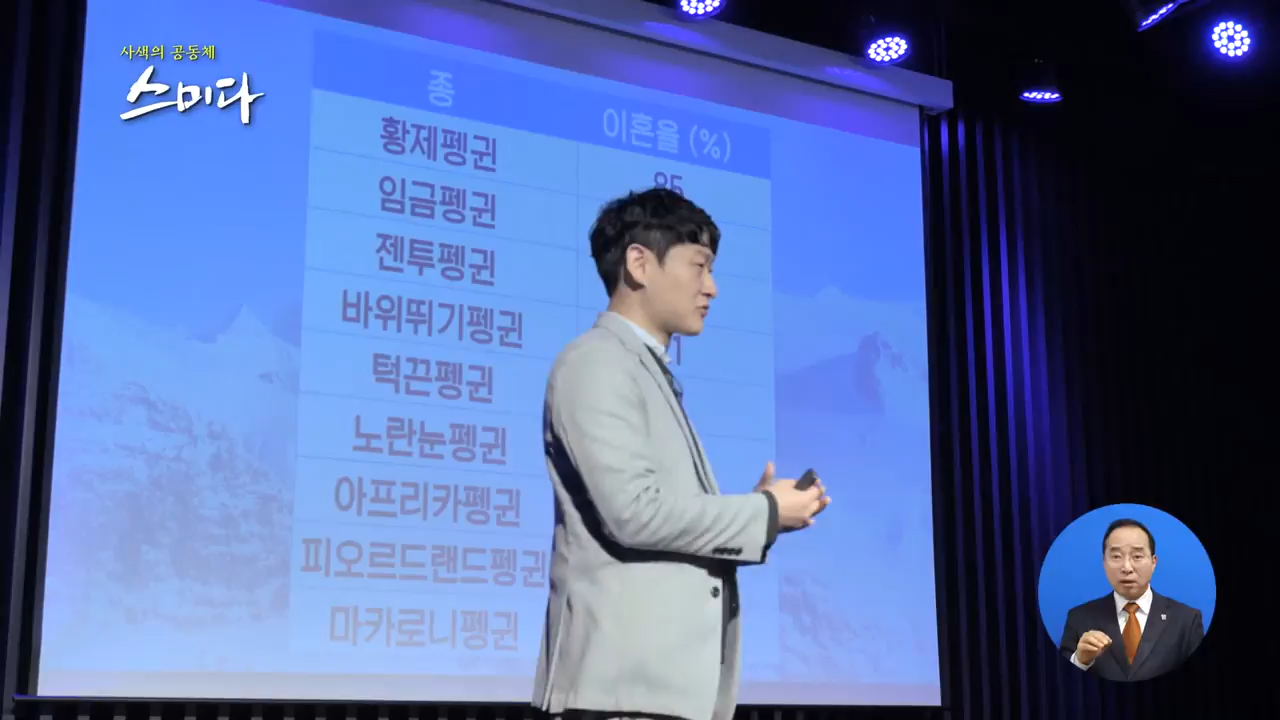 사색의 공동체
스미다
종
이혼율 (%)
황제펭귄
85
임금펭귄
젠투펭귄
바위뛰기펭귄
턱끈펭귄
노란눈펭귄
아프리카펭귄
피오르드랜드펭귄
마카로니펭귄